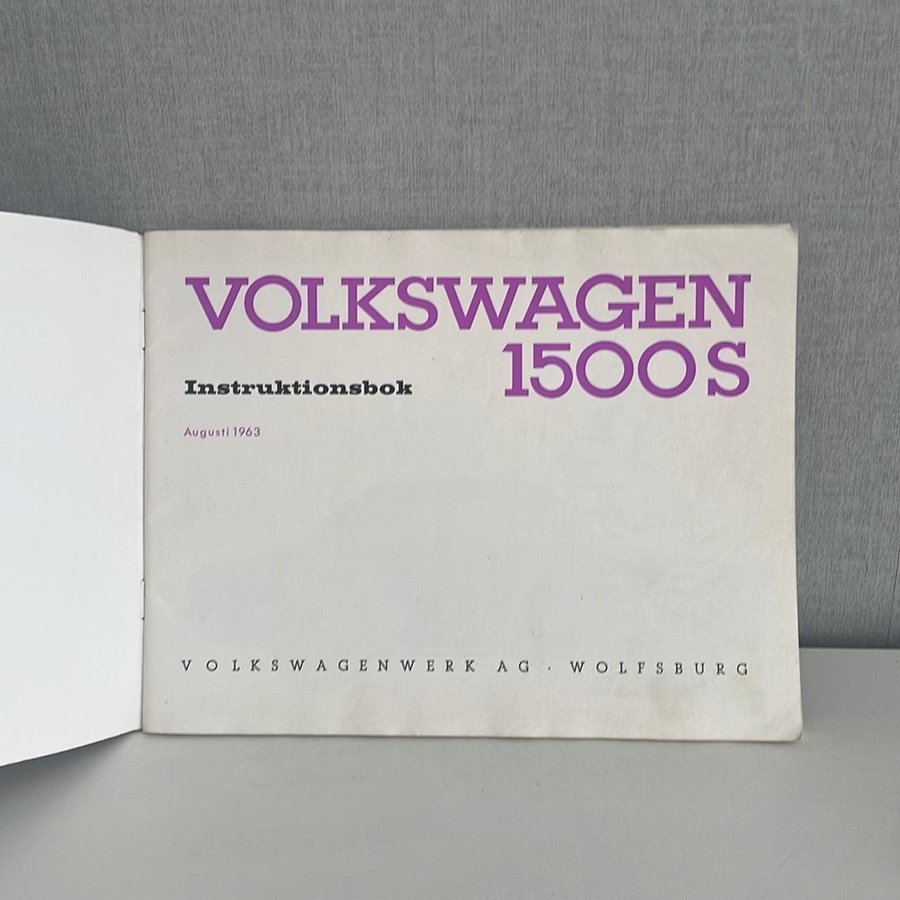 VOLKSWAGEN
1500 S
Instruktionsbok
Augusti 1963
VOLKSWAGENWERK AG · WOLFSBURG